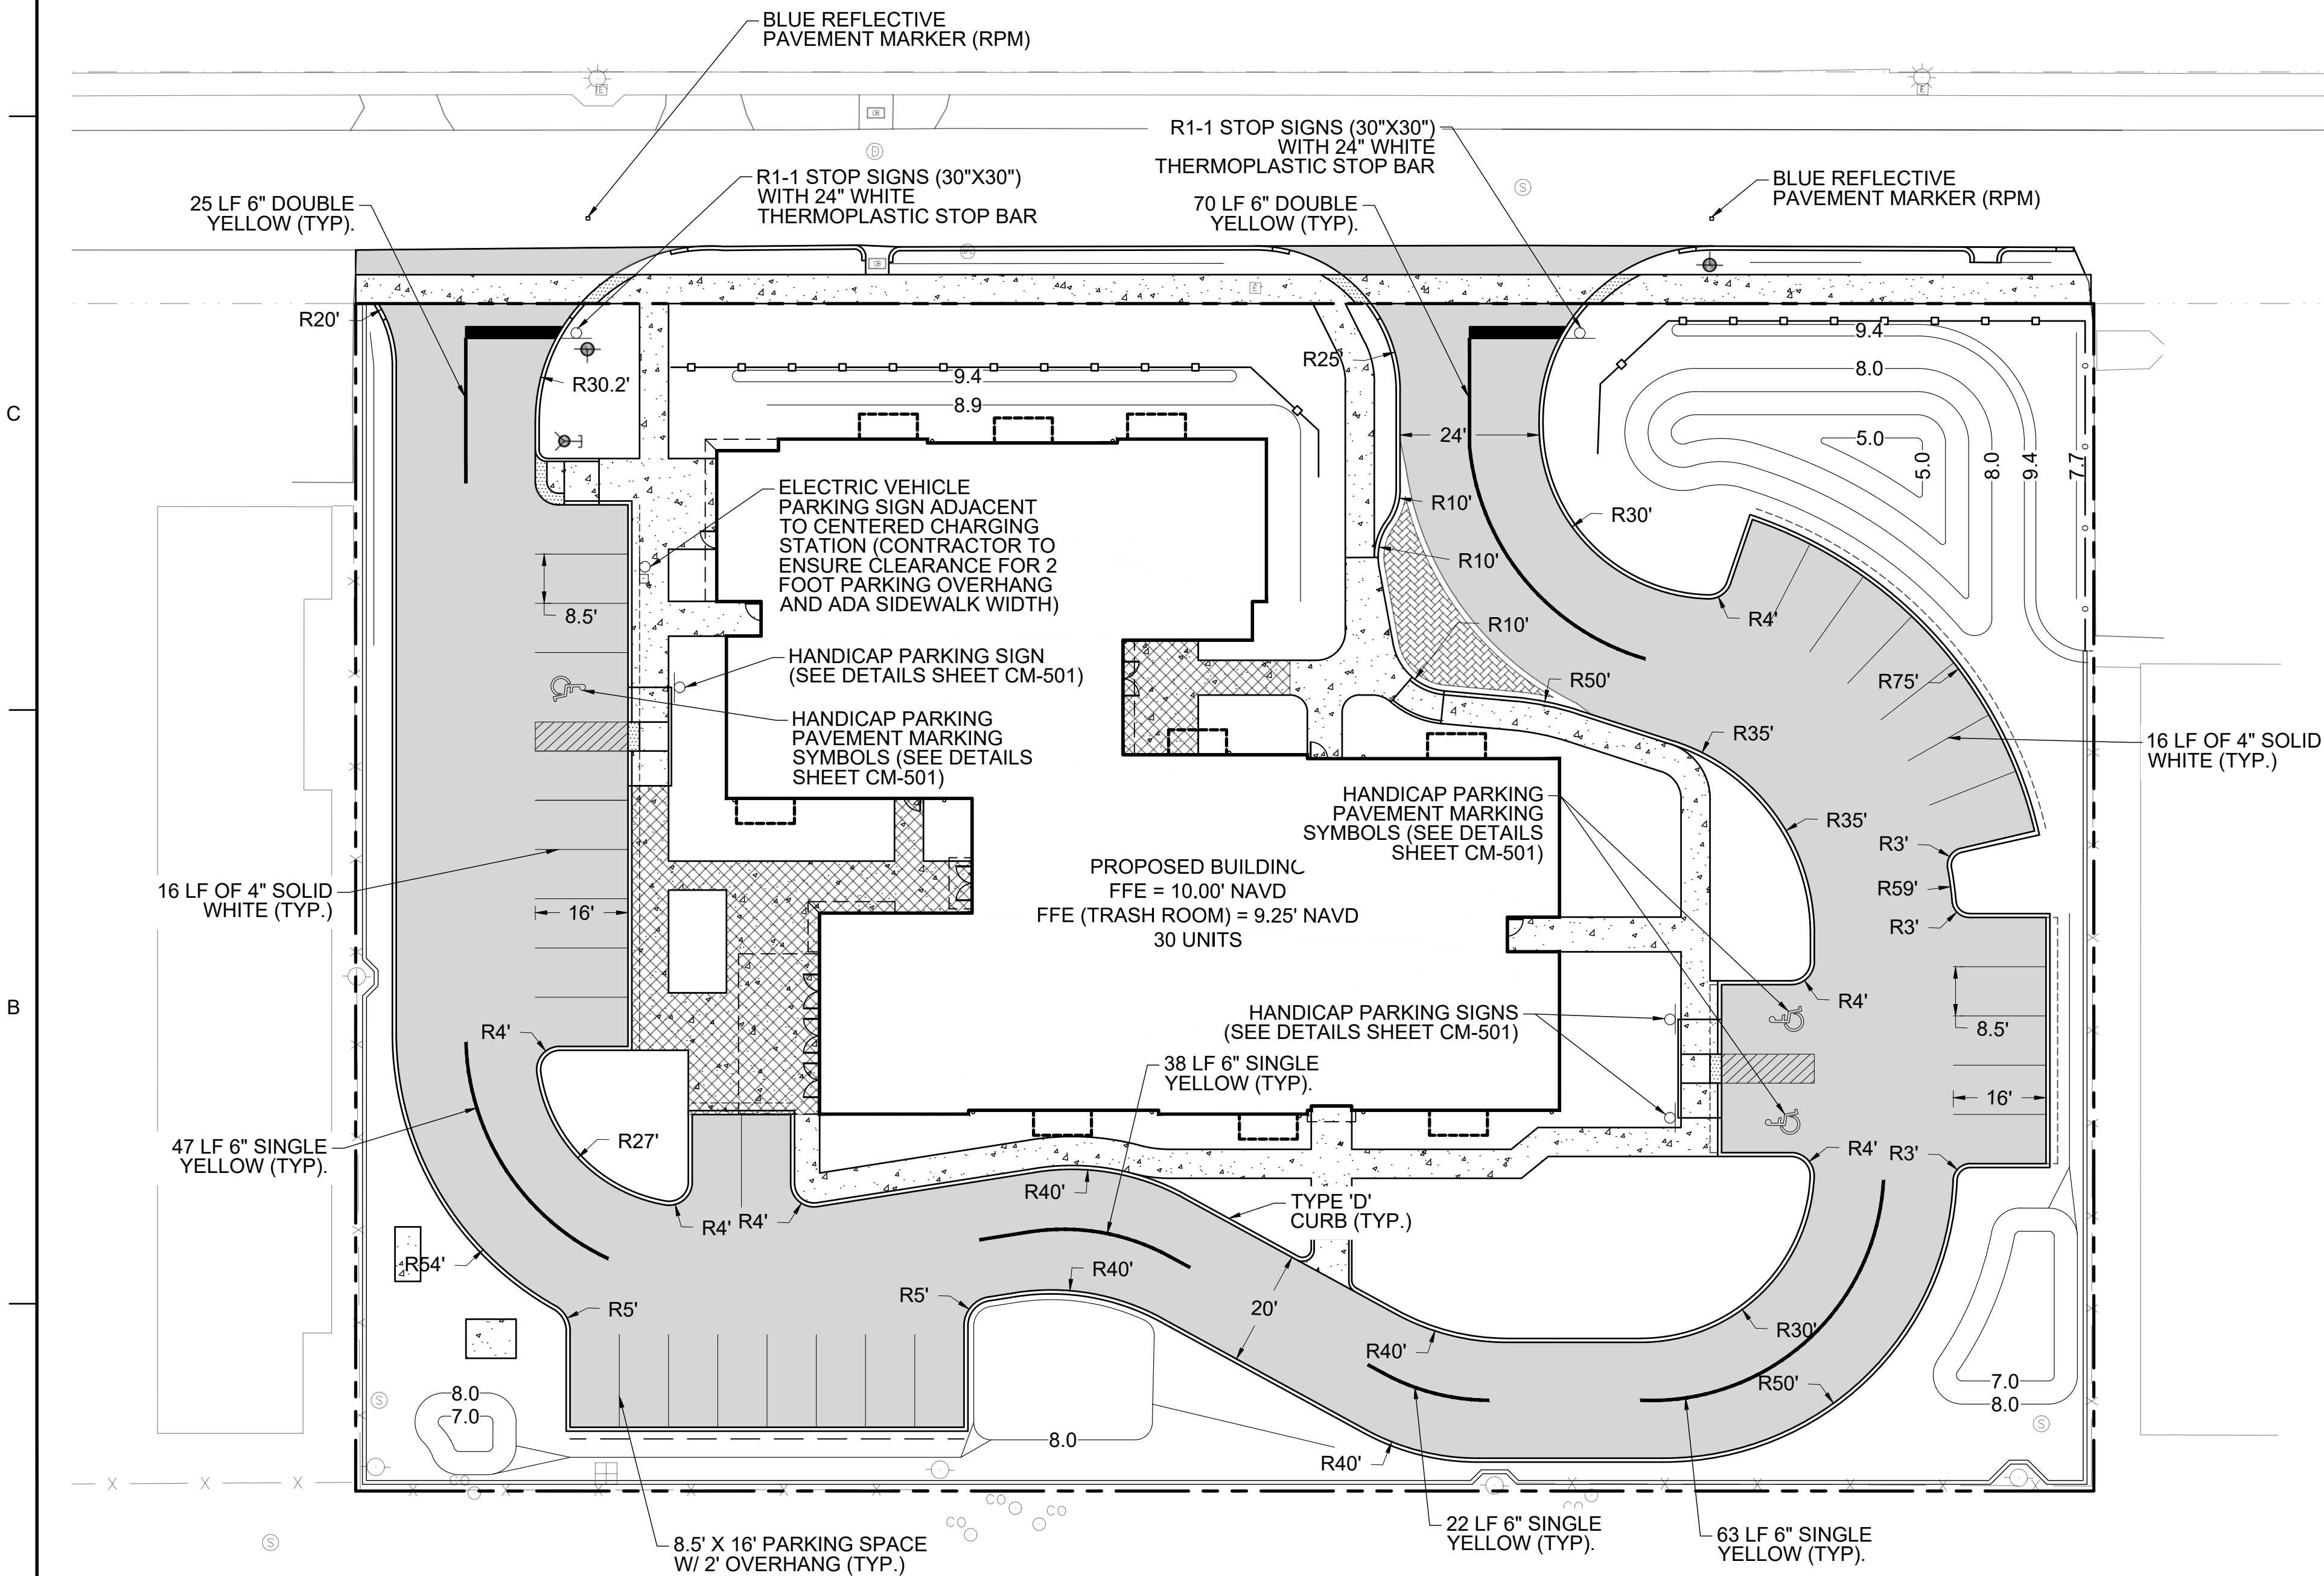 BLUE REFLECTIVE
PAVEMENT MARKER (RPM)
E
E
OB
D
R1-1 STOP SIGNS (30"X30")
WITH 24" WHITE
THERMOPLASTIC STOP BAR
R1-1 STOP SIGNS (30"X30")
WITH 24" WHITE
THERMOPLASTIC STOP BAR
S
BLUE REFLECTIVE
PAVEMENT MARKER (RPM)
25 LF 6" DOUBLE
YELLOW (TYP).
70 LF 6" DOUBLE
YELLOW (TYP).
OB
E
R20'
R30.2'
9.4
8.9
R25'
24'
9.4
8.0
5.0
5.0
8.0
9.4
7.7
C
ELECTRIC VEHICLE
PARKING SIGN ADJACENT
TO CENTERED CHARGING
STATION (CONTRACTOR TO
ENSURE CLEARANCE FOR 2
FOOT PARKING OVERHANG
AND ADA SIDEWALK WIDTH)
R10'
R30'
R10'
8.5'
R10'
R4'
HANDICAP PARKING SIGN
(SEE DETAILS SHEET CM-501)
R50'
R75'
HANDICAP PARKING
PAVEMENT MARKING
SYMBOLS (SEE DETAILS
SHEET CM-501)
R35'
16 LF OF 4" SOLID
WHITE (TYP.)
HANDICAP PARKING
PAVEMENT MARKING
SYMBOLS (SEE DETAILS
SHEET CM-501)
R35'
R3'
PROPOSED BUILDING
FFE = 10.00' NAVD
FFE (TRASH ROOM) = 9.25' NAVD
30 UNITS
16 LF OF 4" SOLID
WHITE (TYP.)
16'
R59'
R3'
B
R4'
HANDICAP PARKING SIGNS
(SEE DETAILS SHEET CM-501)
R4'
8.5'
38 LF 6" SINGLE
YELLOW (TYP).
16'
47 LF 6" SINGLE
YELLOW (TYP).
R27'
R4'
R3'
R40'
TYPE 'D'
CURB (TYP.)
R4'
R4'
R54'
R40'
R5'
R5'
20'
R30'
R40'
R50'
8.0
7.0
7.0
8.0
S
S
8.0
R40'
X X X
CO
CO
CO
CO
CO
S
8.5' X 16' PARKING SPACE
W/ 2' OVERHANG (TYP.)
22 LF 6" SINGLE
YELLOW (TYP).
63 LF 6" SINGLE
YELLOW (TYP).